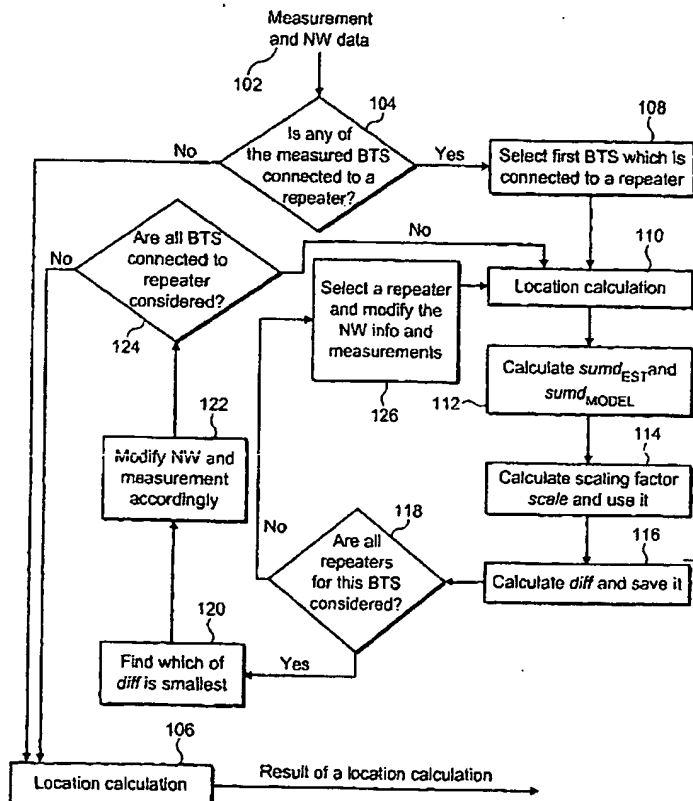 Measurement
and NW data
102
104
Is any of
the measured BTS
connected to a
repeater?
No
Yes
108
Select first BTS which is
connected to a repeater
No
Are all BTS
connected to
repeater
considered?
124
No
110
Location calculation
Select a repeater
and modify the
NW info and
measurements
126
Calculate sumdEST and
sumdMODEL
112
122
Modify NW and
measurement
accordingly
114
Calculate scaling factor
scale and use it
No
118
Are all
repeaters
for this BTS
considered?
116
Calculate diff and save it
120
Find which of
diff is smallest
Yes
106
Location calculation
Result of a location calculation